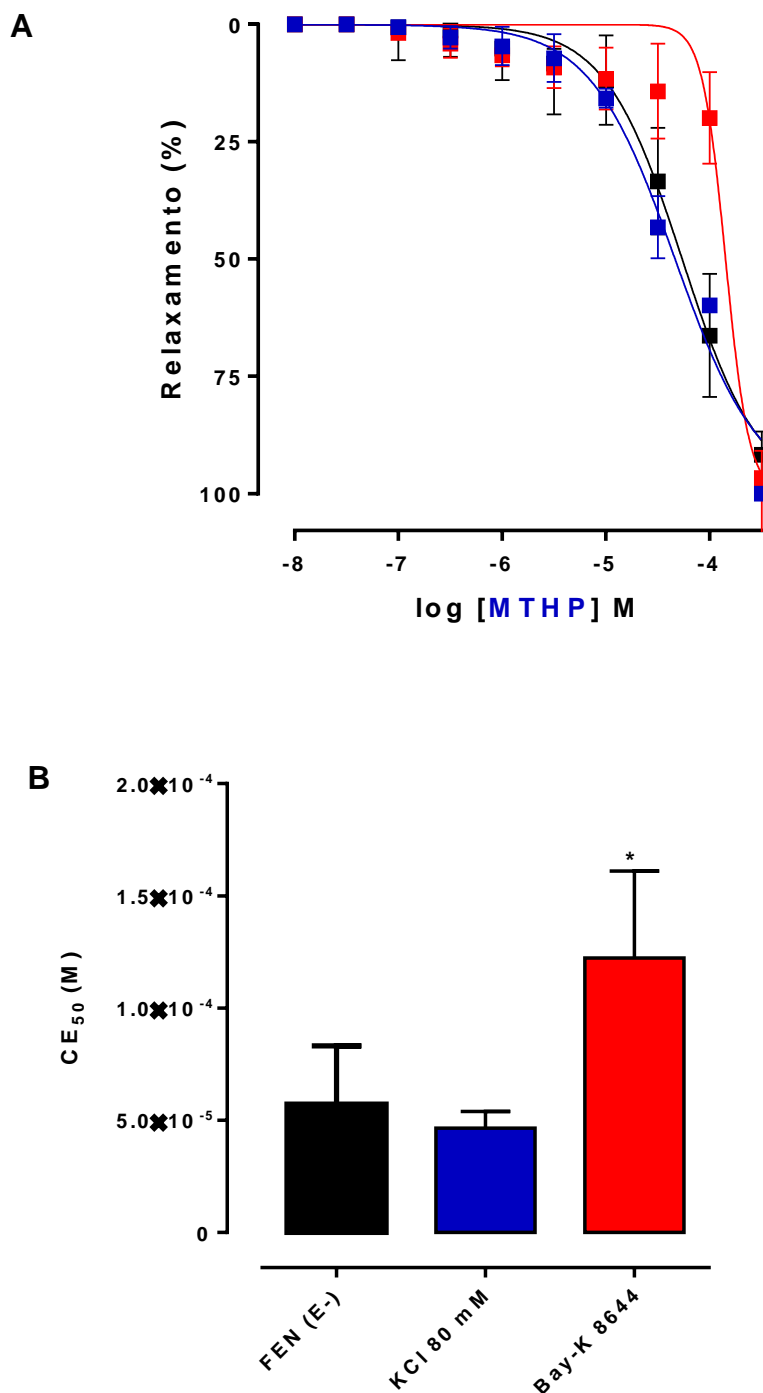 A
Relaxamento (%)
0
25
50
75
100
-8 -7 -6 -5 -4
log [MTHP] M
B
CE50 (M)
2.0✖10-4
1.5✖10-4
1.0✖10-4
5.0✖10-5
0
*
FEN (E-)
KCl 80 mM
Bay-K 8644